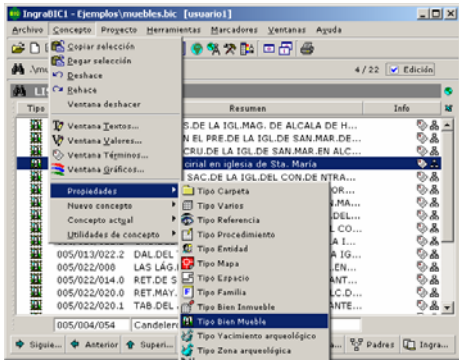 IngraBIC1 - Ejemplos\muebles.bic [usuario1]
Archivo Concepto Proyecto Herramientas Marcadores Ventanas Ayuda
Copiar selección
Pegar selección
Deshace
Rehace
Ventana deshacer
Ventana Textos...
Ventana Valores...
Ventana Términos...
Ventana Gráficos...
Propiedades
Nuevo concepto
Concepto actual
Utilidades de concepto
Tipo Carpeta
Tipo Varios
Tipo Referencia
Tipo Procedimiento
Tipo Entidad
Tipo Mapa
Tipo Espacio
Tipo Familia
Tipo Bien Inmueble
Tipo Bien Mueble
Tipo Yacimiento arqueológico
Tipo Zona arqueológica
.\mu
4 / 22 Edición
LIS
Tipo Resumen Info
S.DE LA IGL.MAG. DE ALCALA DE H...
N EL PRE.DE LA IGL.DE SAN.MAR.DE...
CRU.DE LA IGL.DE SAN.MAR.EN ALC...
cirial en iglesia de Sta. María
SAC.DE LA IGL.DEL CON.DE NTRA...
005/013/022.2 DAL.DEL
005/022/000 LAS LÁG.
005/022/014.0 RET.DE S
005/022/020.0 RET.MAY.
005/022/020.1 TAB.DEL
005/004/054 Candelero
Siguie... Anterior Superi... Padres Ingra...